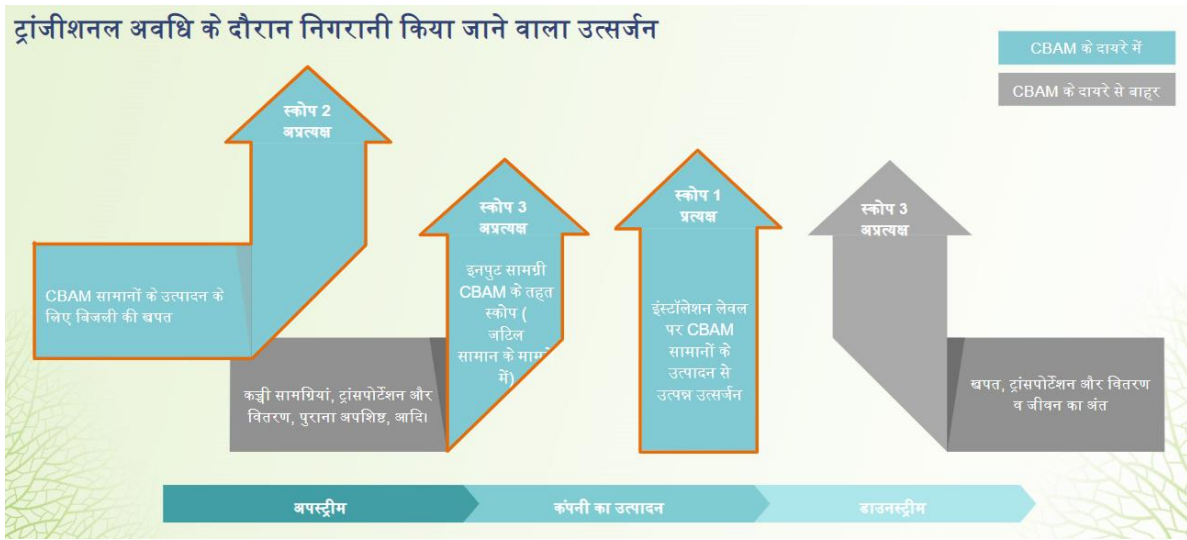 ट्रांजीशनल अवधि के दौरान निगरानी किया जाने वाला उत्सर्जन
CBAM के दायरे में
CBAM के दायरे से बाहर
स्कोप 2
अप्रत्यक्ष
CBAM सामानों के उत्पादन के
लिए बिजली की खपत
स्कोप 3
अप्रत्यक्ष
इनपुट सामग्री
CBAM के तहत
स्कोप (
जटिल
सामान के मामले
में)
कच्ची सामग्रियां, ट्रांसपोर्टेशन और
वितरण, पुराना अपशिष्ट, आदि।
स्कोप 1
प्रत्यक्ष
इंस्टॉलेशन लेवल
पर CBAM
सामानों के
उत्पादन से
उत्पन्न उत्सर्जन
स्कोप 3
अप्रत्यक्ष
खपत, ट्रांसपोर्टेशन और वितरण
व जीवन का अंत
अपस्ट्रीम
कंपनी का उत्पादन
डाउनस्ट्रीम